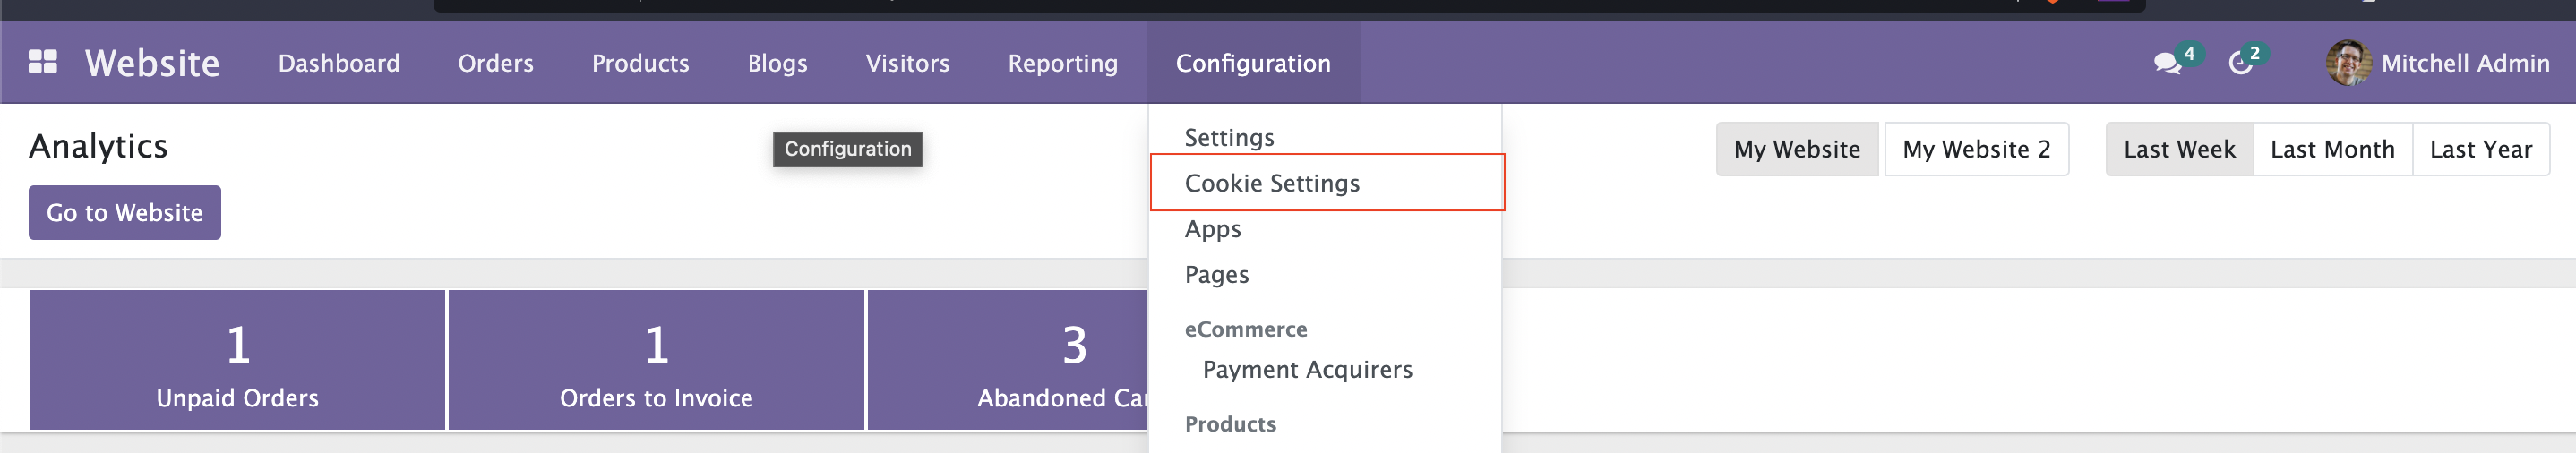 Website Dashboard Orders Products Blogs Visitors Reporting Configuration 4 2 Mitchell Admin
Analytics
Configuration
Go to Website
Settings
Cookie Settings
Apps
Pages
eCommerce
Payment Acquirers
Products
My Website My Website 2 Last Week Last Month Last Year
1
Unpaid Orders
1
Orders to Invoice
3
Abandoned Ca